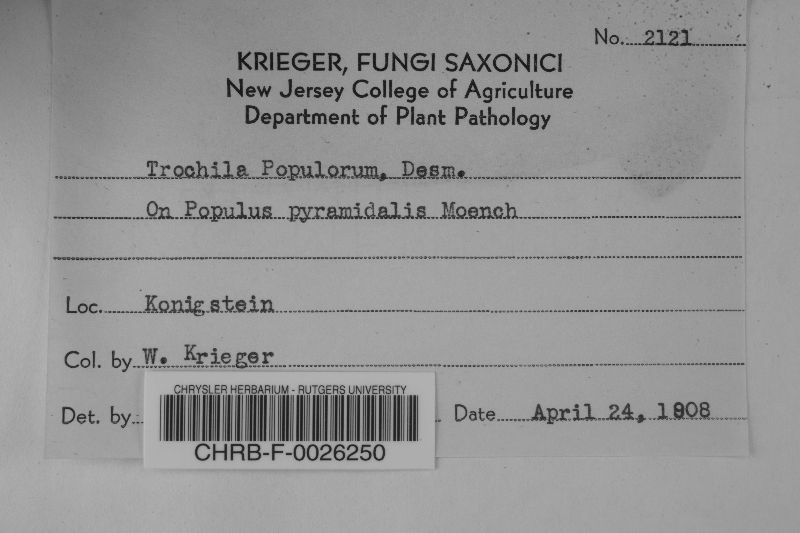 No. 2121
KRIEGER, FUNGI SAXONICI
New Jersey College of Agriculture
Department of Plant Pathology
Trochila Populorum, Desm.
On Populus pyramidalis Moench
Loc. Konigstein
Col. by W. Krieger
Det. by
Date April 24, 1908
CHRYSLER HERBARIUM - RUTGERS UNIVERSITY
CHRB-F-0026250